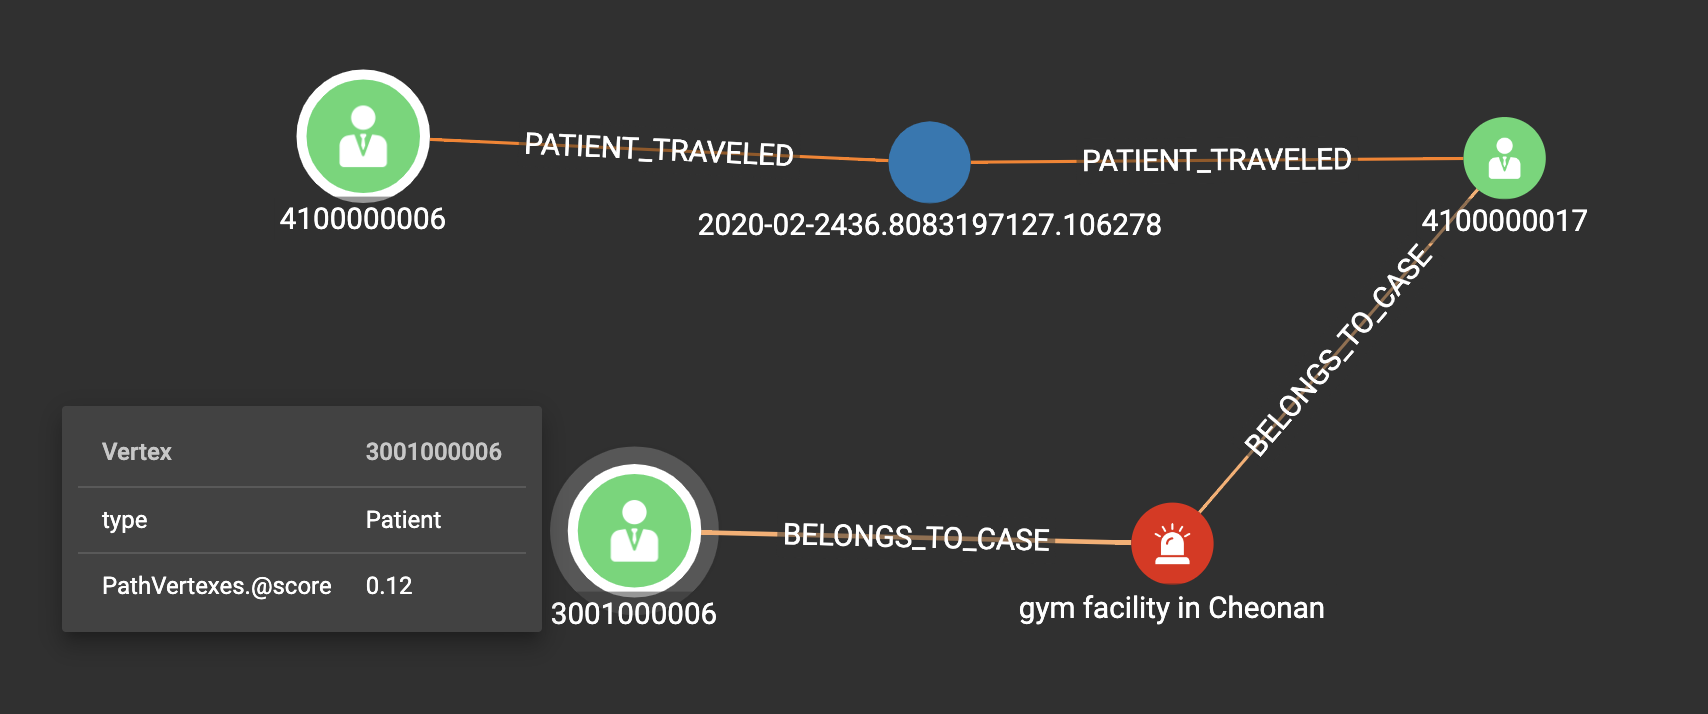 PATIENT_TRAVELED
PATIENT_TRAVELED
4100000006
2020-02-2436.8083197127.106278
4100000017
BELONGS_TO_CASE
Vertex 3001000006
type Patient
PathVertexes.@score 0.12
BELONGS_TO_CASE
3001000006
gym facility in Cheonan